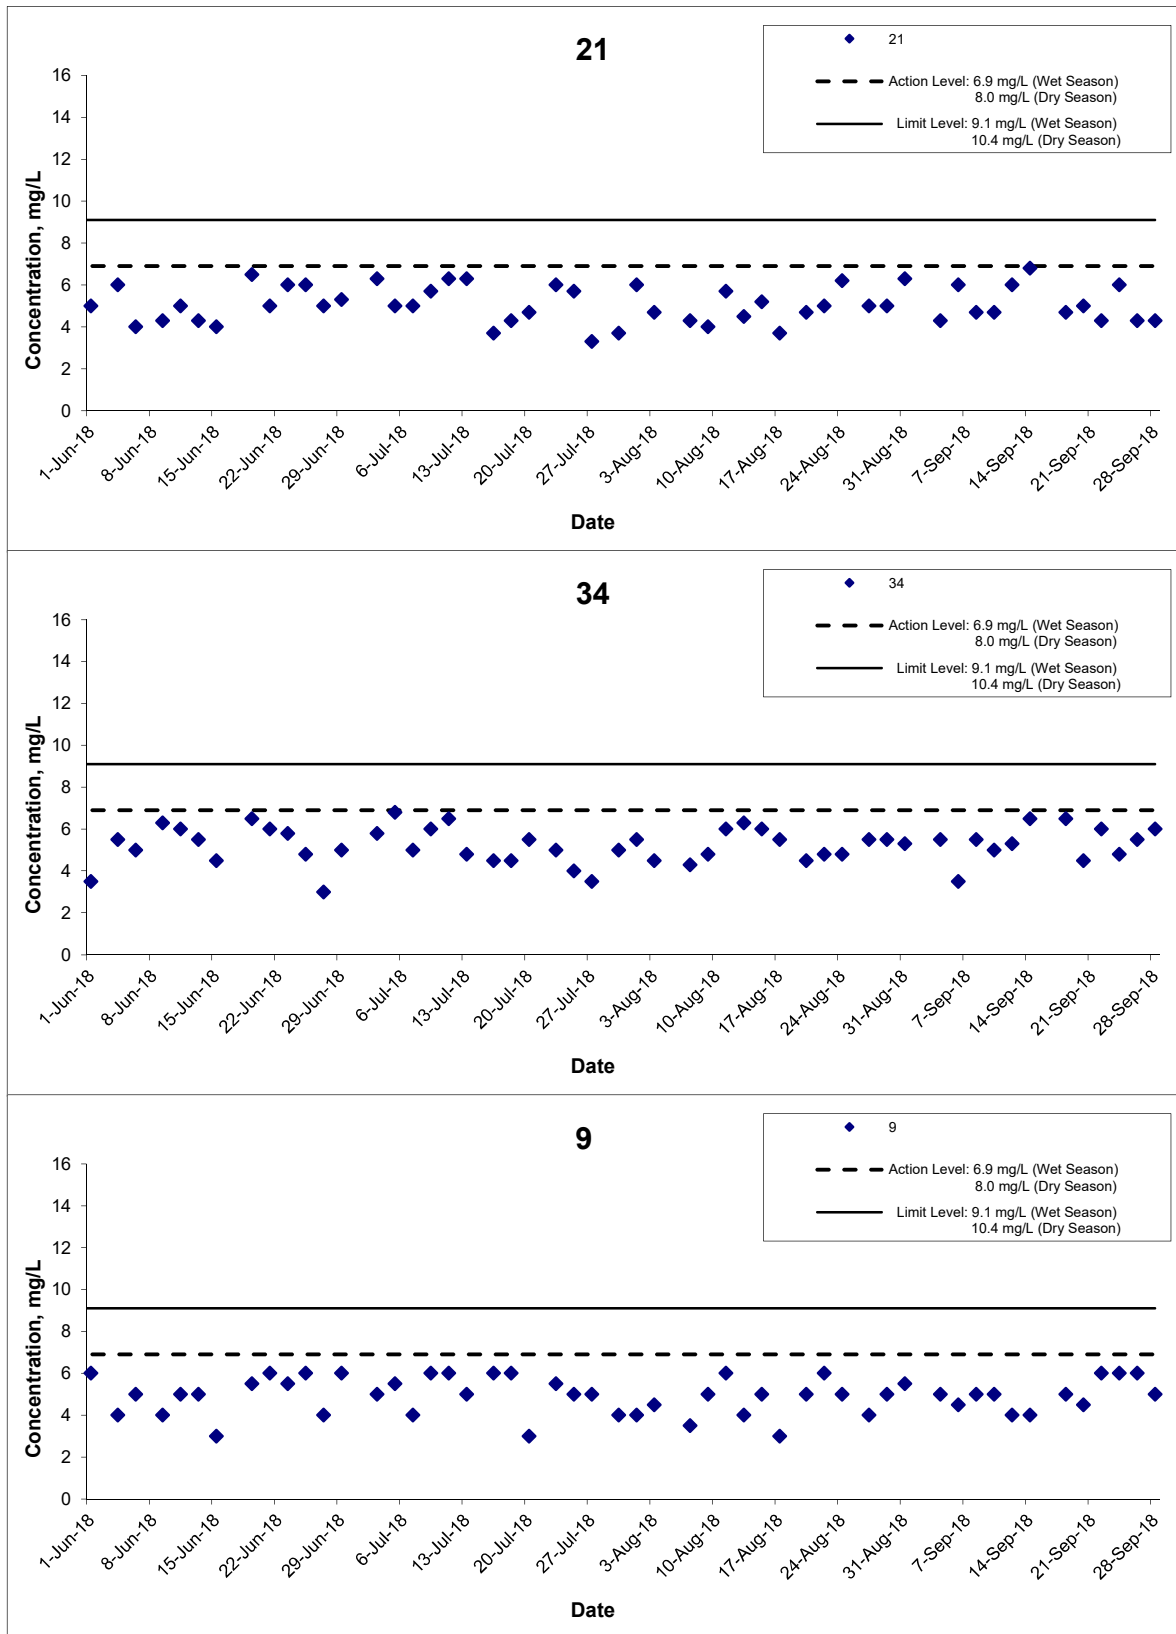 21
21
Action Level: 6.9 mg/L (Wet Season)
8.0 mg/L (Dry Season)
Limit Level: 9.1 mg/L (Wet Season)
10.4 mg/L (Dry Season)
Concentration, mg/L
16
14
12
10
8
6
4
2
0
1-Jun-18
8-Jun-18
15-Jun-18
22-Jun-18
29-Jun-18
6-Jul-18
13-Jul-18
20-Jul-18
27-Jul-18
3-Aug-18
10-Aug-18
17-Aug-18
24-Aug-18
31-Aug-18
7-Sep-18
14-Sep-18
21-Sep-18
28-Sep-18
Date
34
34
Action Level: 6.9 mg/L (Wet Season)
8.0 mg/L (Dry Season)
Limit Level: 9.1 mg/L (Wet Season)
10.4 mg/L (Dry Season)
Concentration, mg/L
16
14
12
10
8
6
4
2
0
1-Jun-18
8-Jun-18
15-Jun-18
22-Jun-18
29-Jun-18
6-Jul-18
13-Jul-18
20-Jul-18
27-Jul-18
3-Aug-18
10-Aug-18
17-Aug-18
24-Aug-18
31-Aug-18
7-Sep-18
14-Sep-18
21-Sep-18
28-Sep-18
Date
9
9
Action Level: 6.9 mg/L (Wet Season)
8.0 mg/L (Dry Season)
Limit Level: 9.1 mg/L (Wet Season)
10.4 mg/L (Dry Season)
Concentration, mg/L
16
14
12
10
8
6
4
2
0
1-Jun-18
8-Jun-18
15-Jun-18
22-Jun-18
29-Jun-18
6-Jul-18
13-Jul-18
20-Jul-18
27-Jul-18
3-Aug-18
10-Aug-18
17-Aug-18
24-Aug-18
31-Aug-18
7-Sep-18
14-Sep-18
21-Sep-18
28-Sep-18
Date